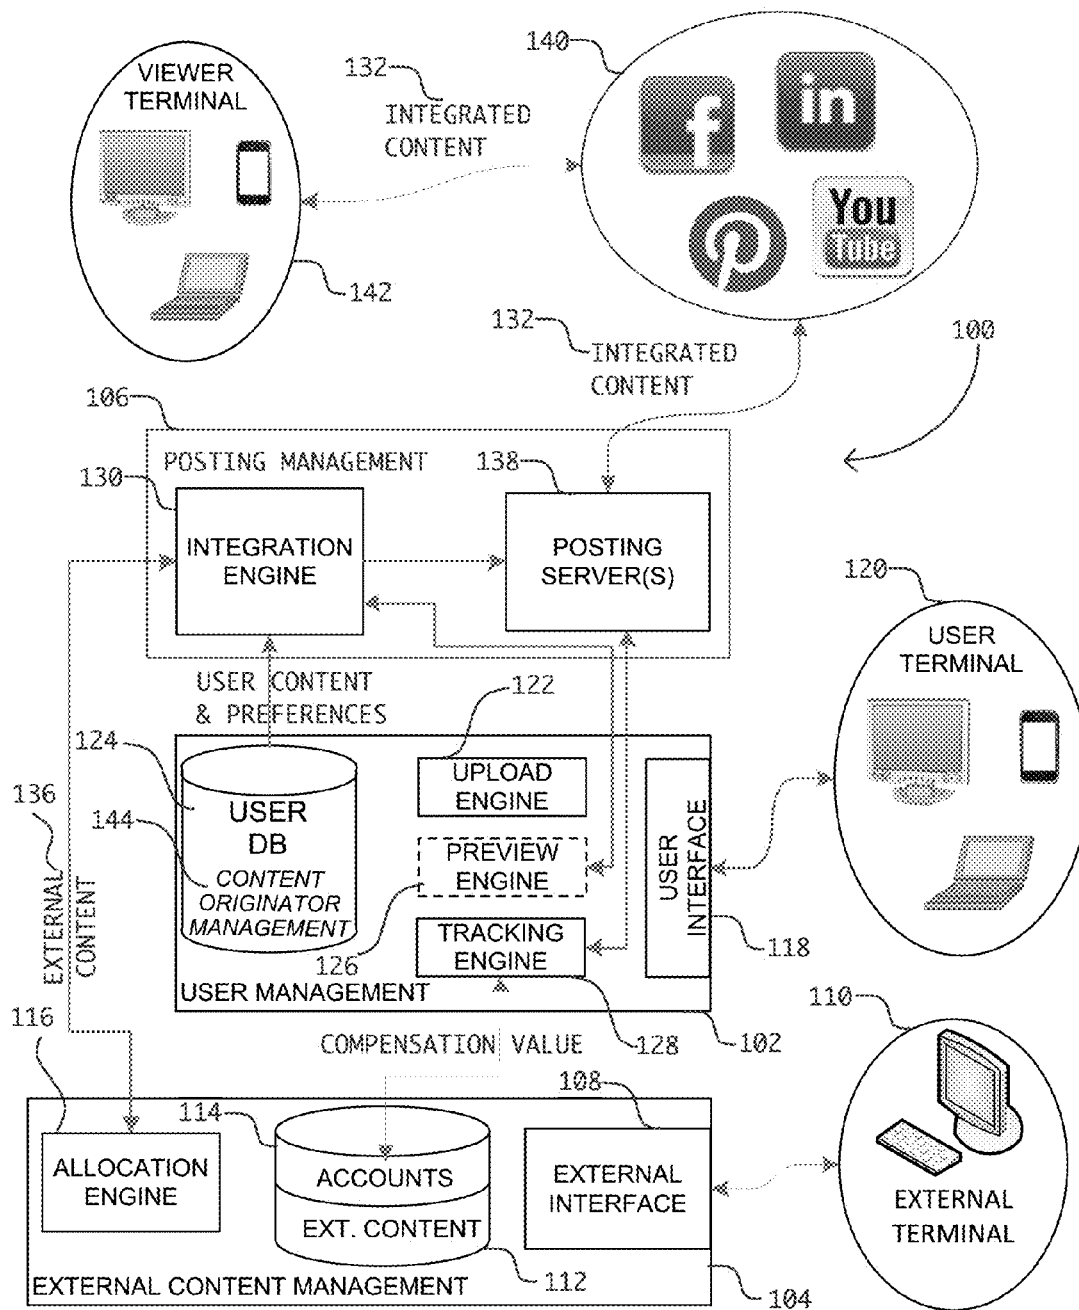 140
VIEWER
TERMINAL
132
INTEGRATED
CONTENT
f
in
You
Tube
P
142
132
INTEGRATED
CONTENT
100
106
POSTING MANAGEMENT
130
138
INTEGRATION
ENGINE
POSTING
SERVER(S)
120
USER
TERMINAL
USER CONTENT
& PREFERENCES
122
124
UPLOAD
ENGINE
USER
DB
136
144
PREVIEW
ENGINE
USER
INTERFACE
CONTENT
ORIGINATOR
MANAGEMENT
EXTERNAL
CONTENT
TRACKING
ENGINE
126
118
USER MANAGEMENT
110
116
COMPENSATION VALUE
128
102
108
114
ALLOCATION
ENGINE
ACCOUNTS
EXT. CONTENT
EXTERNAL
INTERFACE
EXTERNAL
TERMINAL
112
EXTERNAL CONTENT MANAGEMENT
104